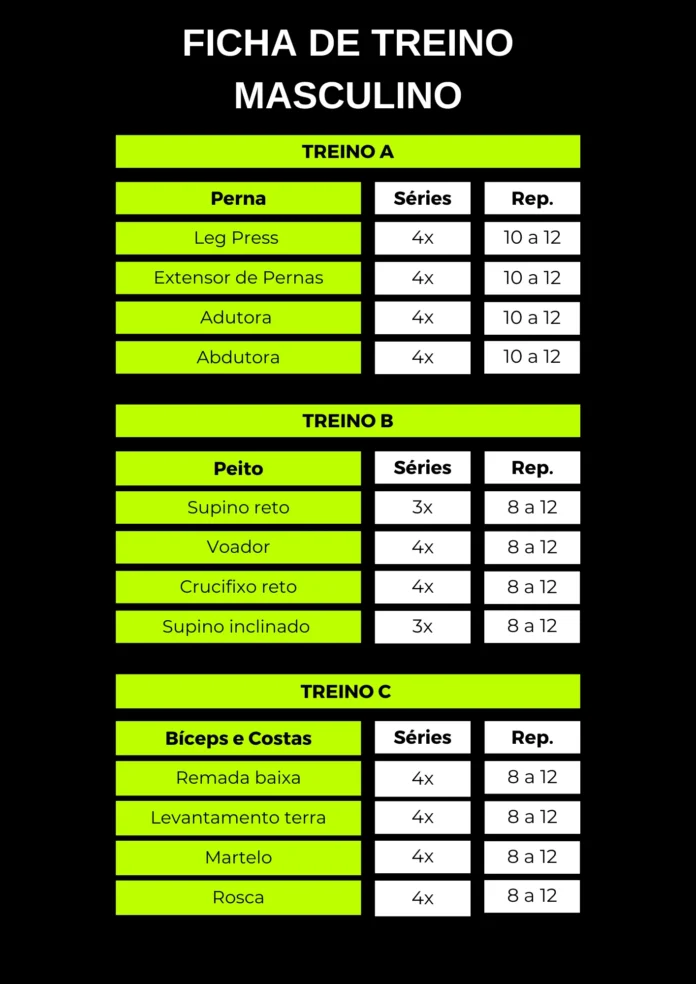 FICHA DE TREINO
MASCULINO
TREINO A
Perna Séries Rep.
Leg Press 4x 10 a 12
Extensor de Pernas 4x 10 a 12
Adutora 4x 10 a 12
Abdutora 4x 10 a 12
TREINO B
Peito Séries Rep.
Supino reto 3x 8 a 12
Voador 4x 8 a 12
Crucifixo reto 4x 8 a 12
Supino inclinado 3x 8 a 12
TREINO C
Bíceps e Costas Séries Rep.
Remada baixa 4x 8 a 12
Levantamento terra 4x 8 a 12
Martelo 4x 8 a 12
Rosca 4x 8 a 12